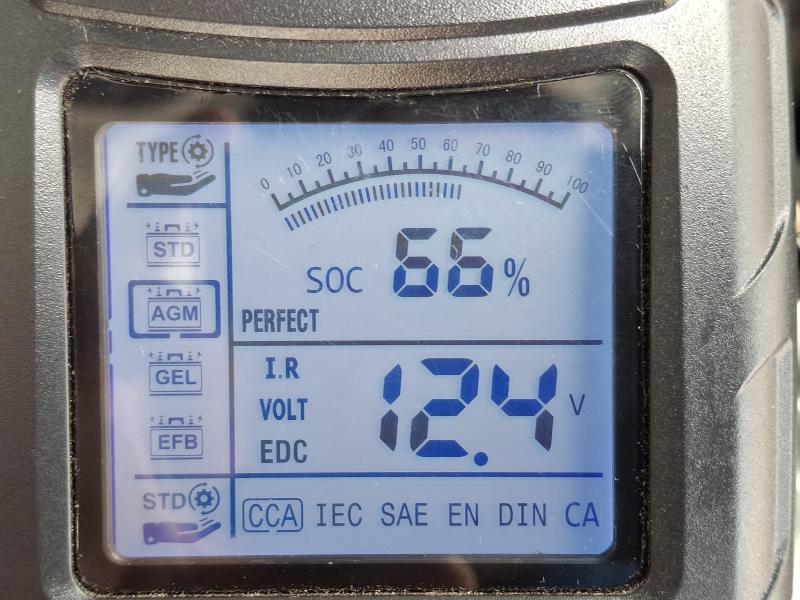 TYPE
0 10 20 30 40 50 60 70 80 90 100
STD
SOC 66%
AGM
PERFECT
I.R
GEL
VOLT 12.4 V
EFB
EDC
STD
CCA IEC SAE EN DIN CA